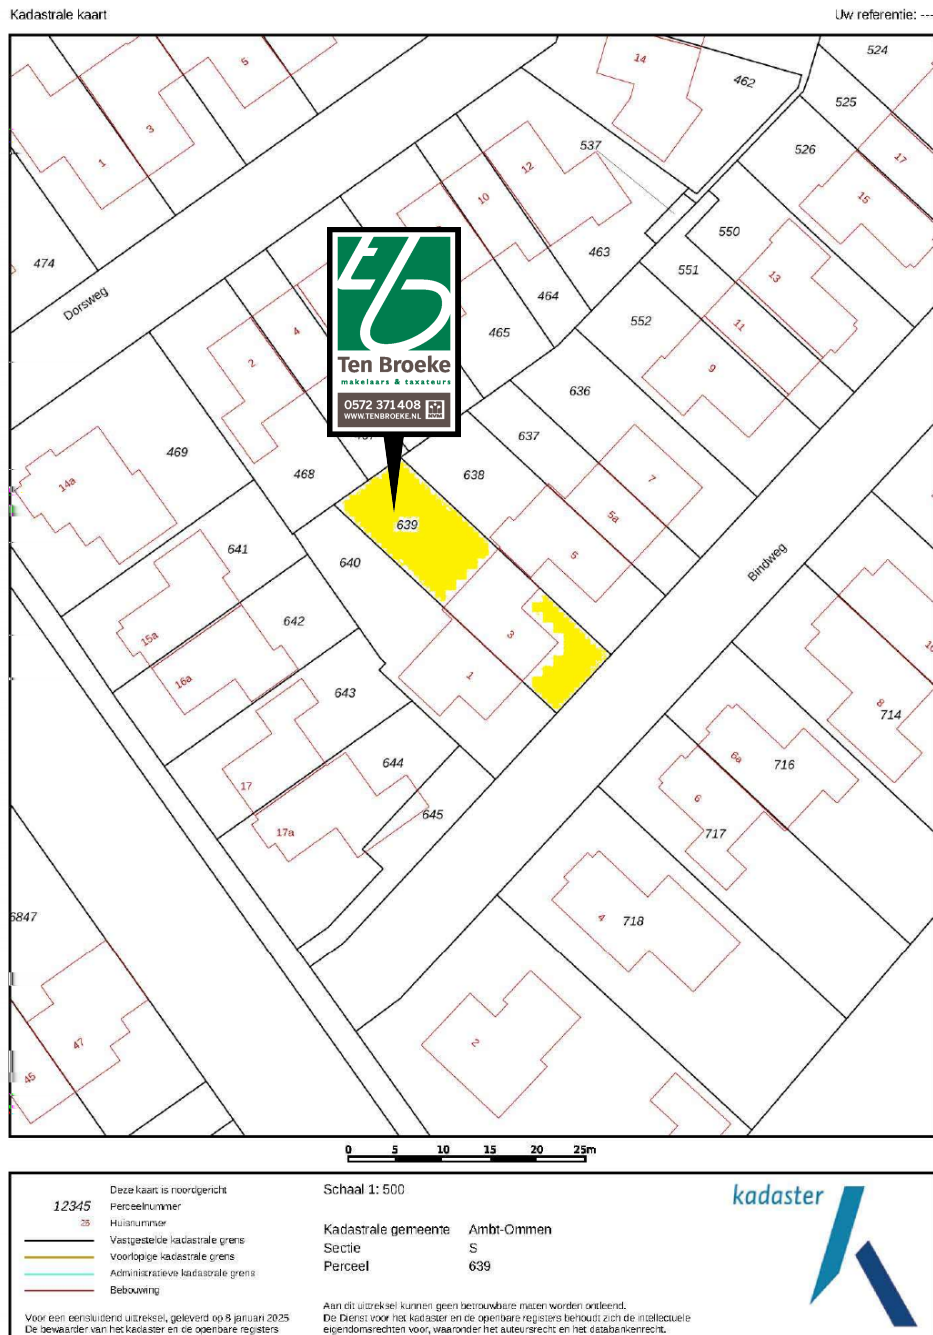 Kadastrale kaart
Uw referentie: ---
524
14
462
5
525
3
537
526
17
12
1
15
10
550
463
474
551
13
464
Dorsweg
552
11
465
4
2
9
Ten Broeke
makelaars & taxateurs
0572 371408
WWW.TENBROEKE.NL
636
637
469
468
638
7
14a
639
5a
641
640
5
Bindweg
642
15a
3
16a
1
643
8
714
644
6a
716
17
6
645
17a
717
6847
4
718
47
2
45
0 5 10 15 20 25m
Deze kaart is noordgericht
12345 Perceelnummer
25 Huisnummer
Vastgestelde kadastrale grens
Voorlopige kadastrale grens
Administratieve kadastrale grens
Bebouwing
Voor een eensluidend uittreksel, geleverd op 8 januari 2025
De bewaarder van het kadaster en de openbare registers
Schaal 1: 500
Kadastrale gemeente Ambt-Ommen
Sectie S
Perceel 639
Aan dit uittreksel kunnen geen betrouwbare maten worden ontleend.
De Dienst voor het kadaster en de openbare registers behoudt zich de intellectuele
eigendomsrechten voor, waaronder het auteursrecht en het databankenrecht.
kadaster